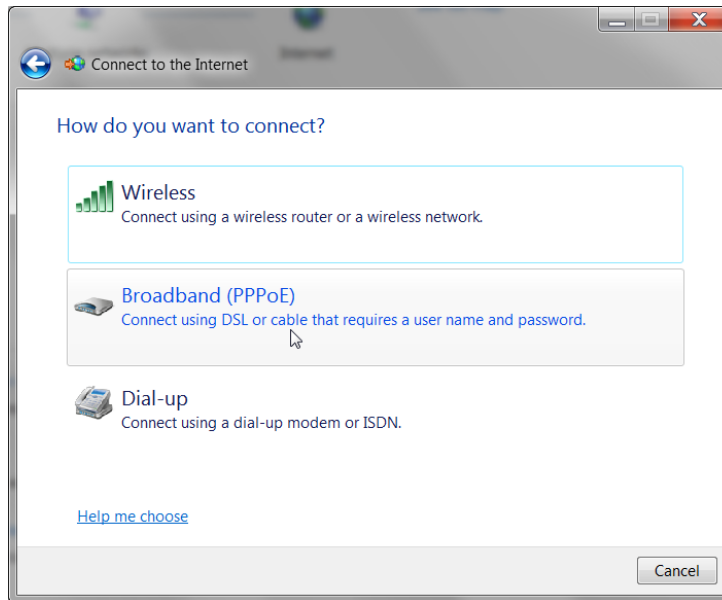 Internet
Connect to the Internet
How do you want to connect?
Wireless
Connect using a wireless router or a wireless network.
Broadband (PPPoE)
Connect using DSL or cable that requires a user name and password.
Dial-up
Connect using a dial-up modem or ISDN.
Help me choose
Cancel